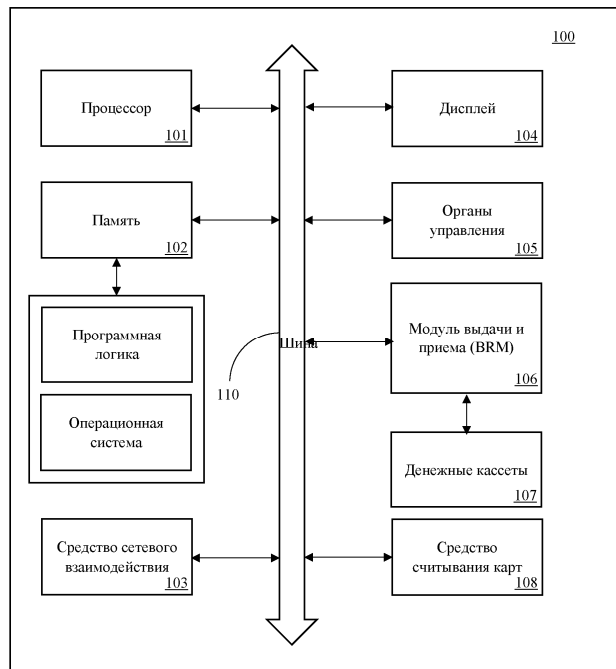 100
Процессор
101
Дисплей
104
Память
102
Органы
управления
105
Программная
логика
Операционная
система
Шина
110
Модуль выдачи и
приема (BRM)
106
Денежные кассеты
107
Средство сетевого
взаимодействия
103
Средство
считывания карт
108